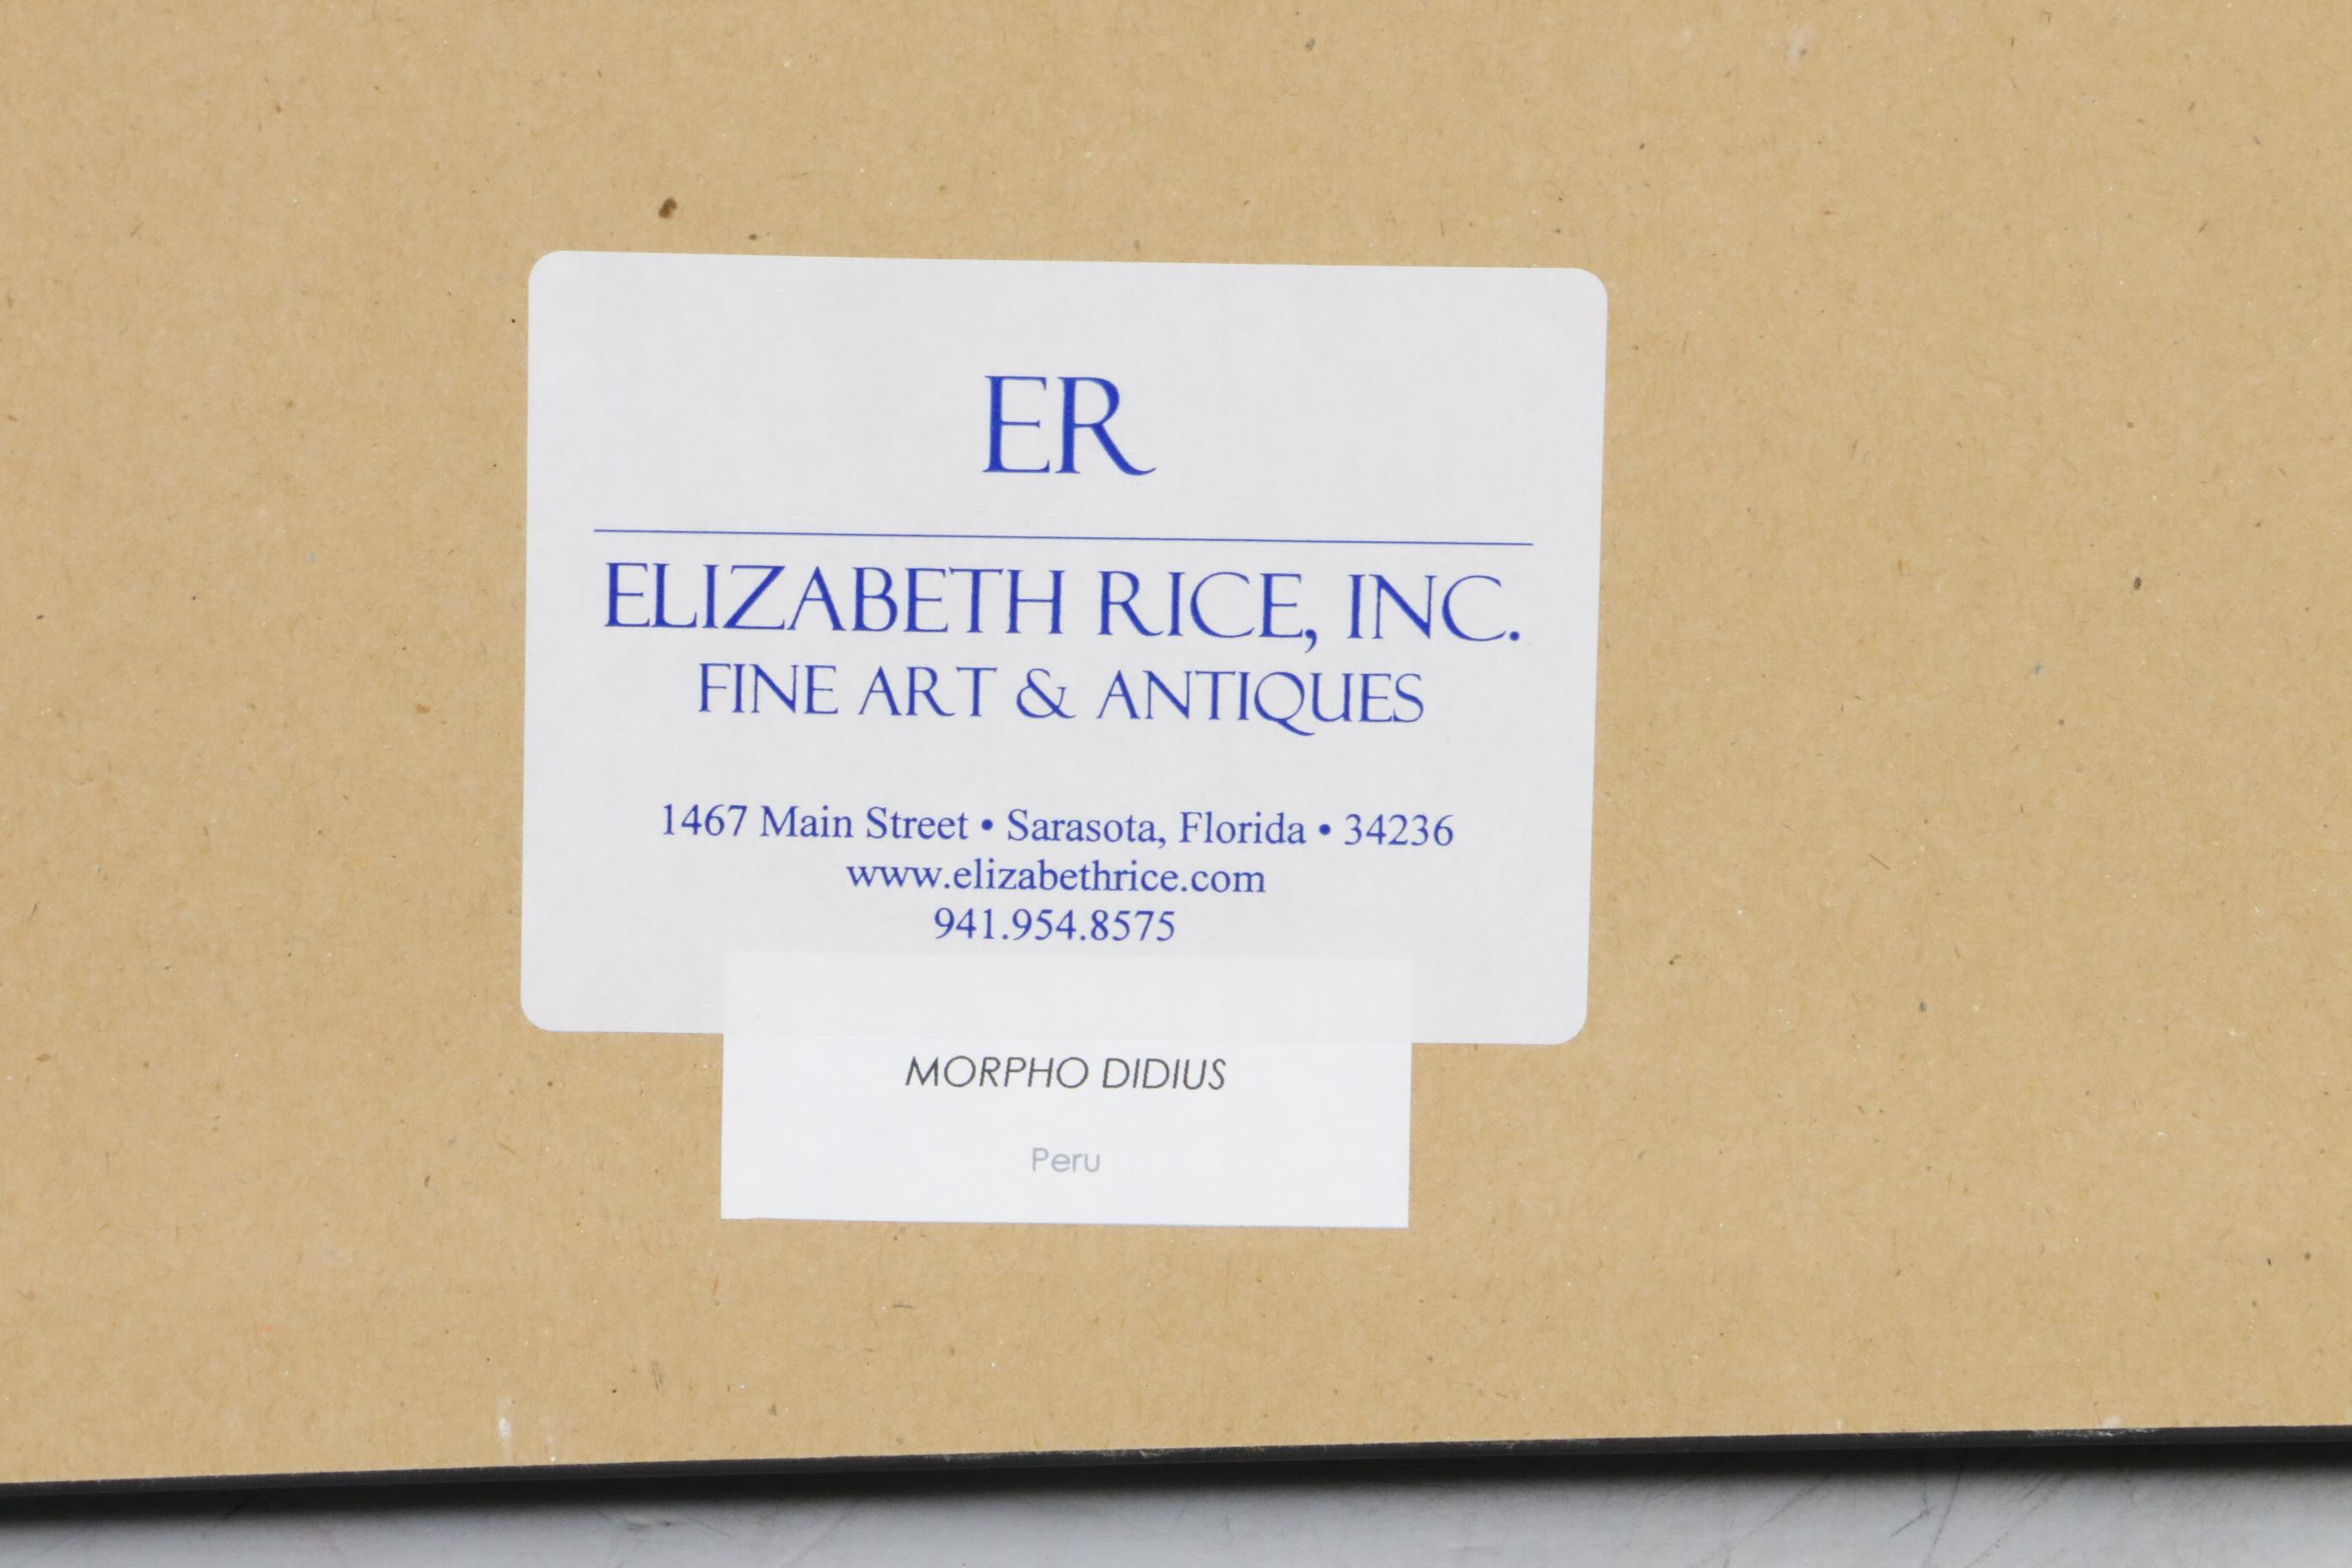 ER
ELIZABETH RICE, INC.
FINE ART & ANTIQUES
1467 Main Street • Sarasota, Florida • 34236
www.elizabethrice.com
941.954.8575
MORPHO DIDIUS
Peru